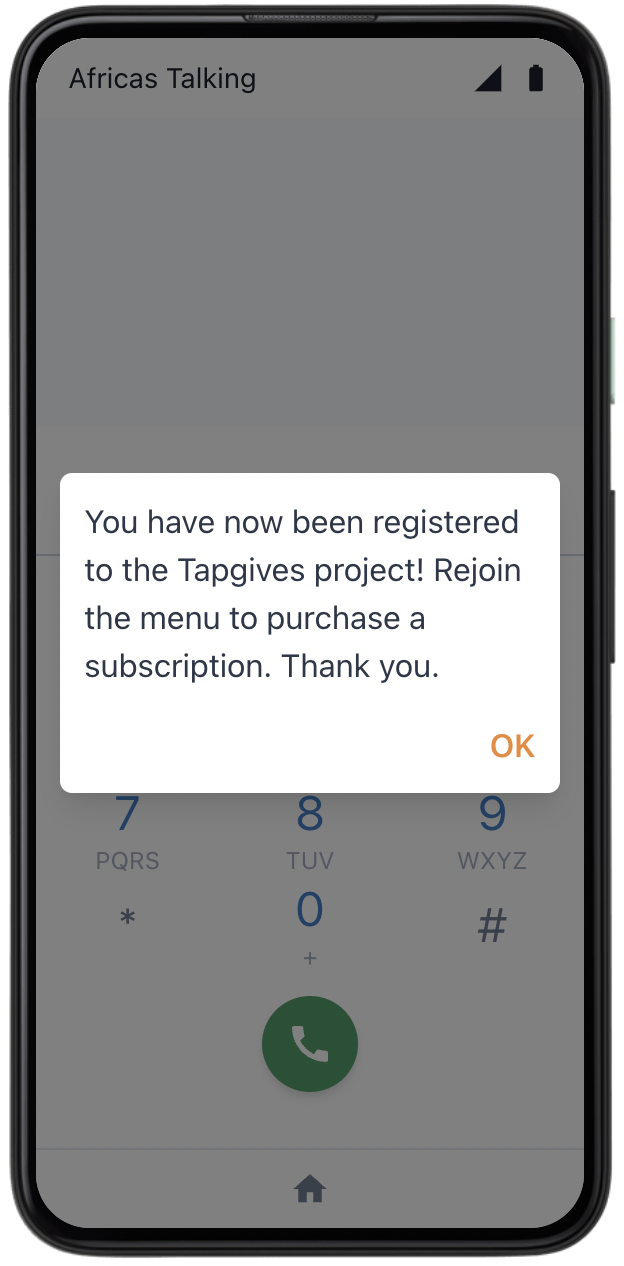 Africas Talking
You have now been registered
to the Tapgives project! Rejoin
the menu to purchase a
subscription. Thank you.
OK
7 8 9
PQRS TUV WXYZ
* 0 #
+